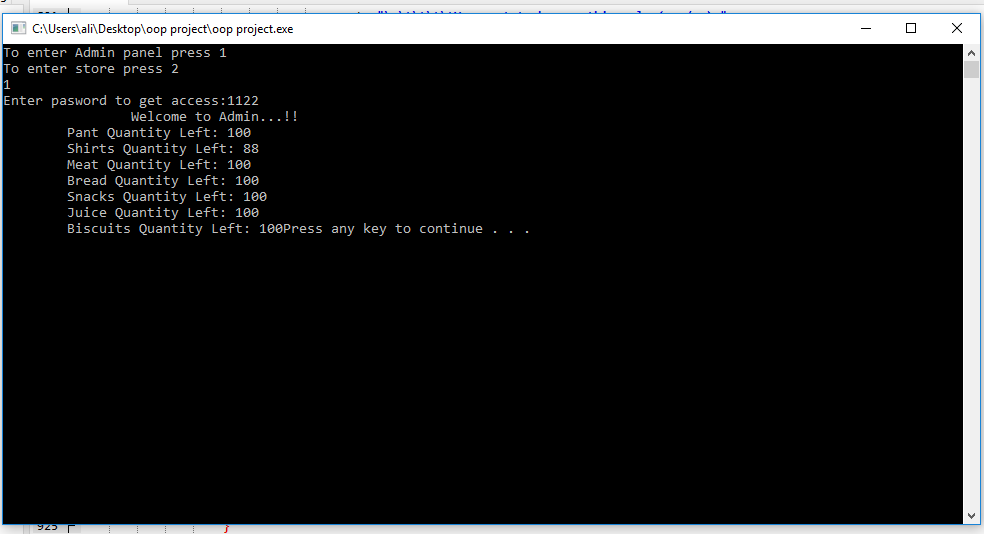 C:\Users\ali\Desktop\oop project\oop project.exe
To enter Admin panel press 1
To enter store press 2
1
Enter pasword to get access:1122
Welcome to Admin...!!
Pant Quantity Left: 100
Shirts Quantity Left: 88
Meat Quantity Left: 100
Bread Quantity Left: 100
Snacks Quantity Left: 100
Juice Quantity Left: 100
Biscuits Quantity Left: 100Press any key to continue . . .
925 }